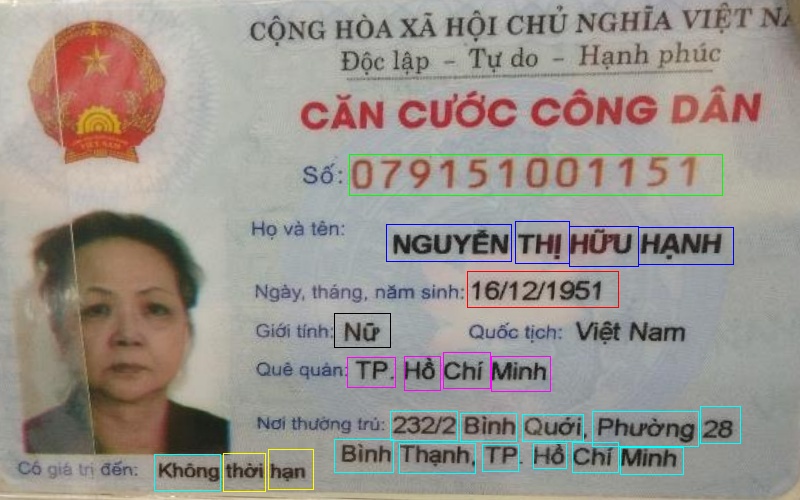 CỘNG HÒA XÃ HỘI CHỦ NGHĨA VIỆT NA
Độc lập - Tự do - Hạnh phúc
CĂN CƯỚC CÔNG DÂN
Số: 079151001151
Họ và tên: NGUYỄN THỊ HỮU HẠNH
Ngày, tháng, năm sinh: 16/12/1951
Giới tính: Nữ Quốc tịch: Việt Nam
Quê quán: TP. Hồ Chí Minh
Nơi thường trú: 232/2 Bình Quới, Phường 28
Bình Thạnh, TP. Hồ Chí Minh
Có giá trị đến: Không thời hạn